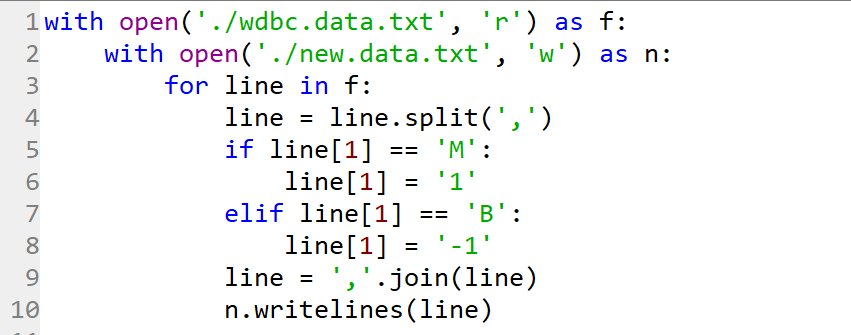 1 with open('./wdbc.data.txt', 'r') as f:
2     with open('./new.data.txt', 'w') as n:
3         for line in f:
4             line = line.split(',')
5             if line[1] == 'M':
6                 line[1] = '1'
7             elif line[1] == 'B':
8                 line[1] = '-1'
9             line = ','.join(line)
10             n.writelines(line)